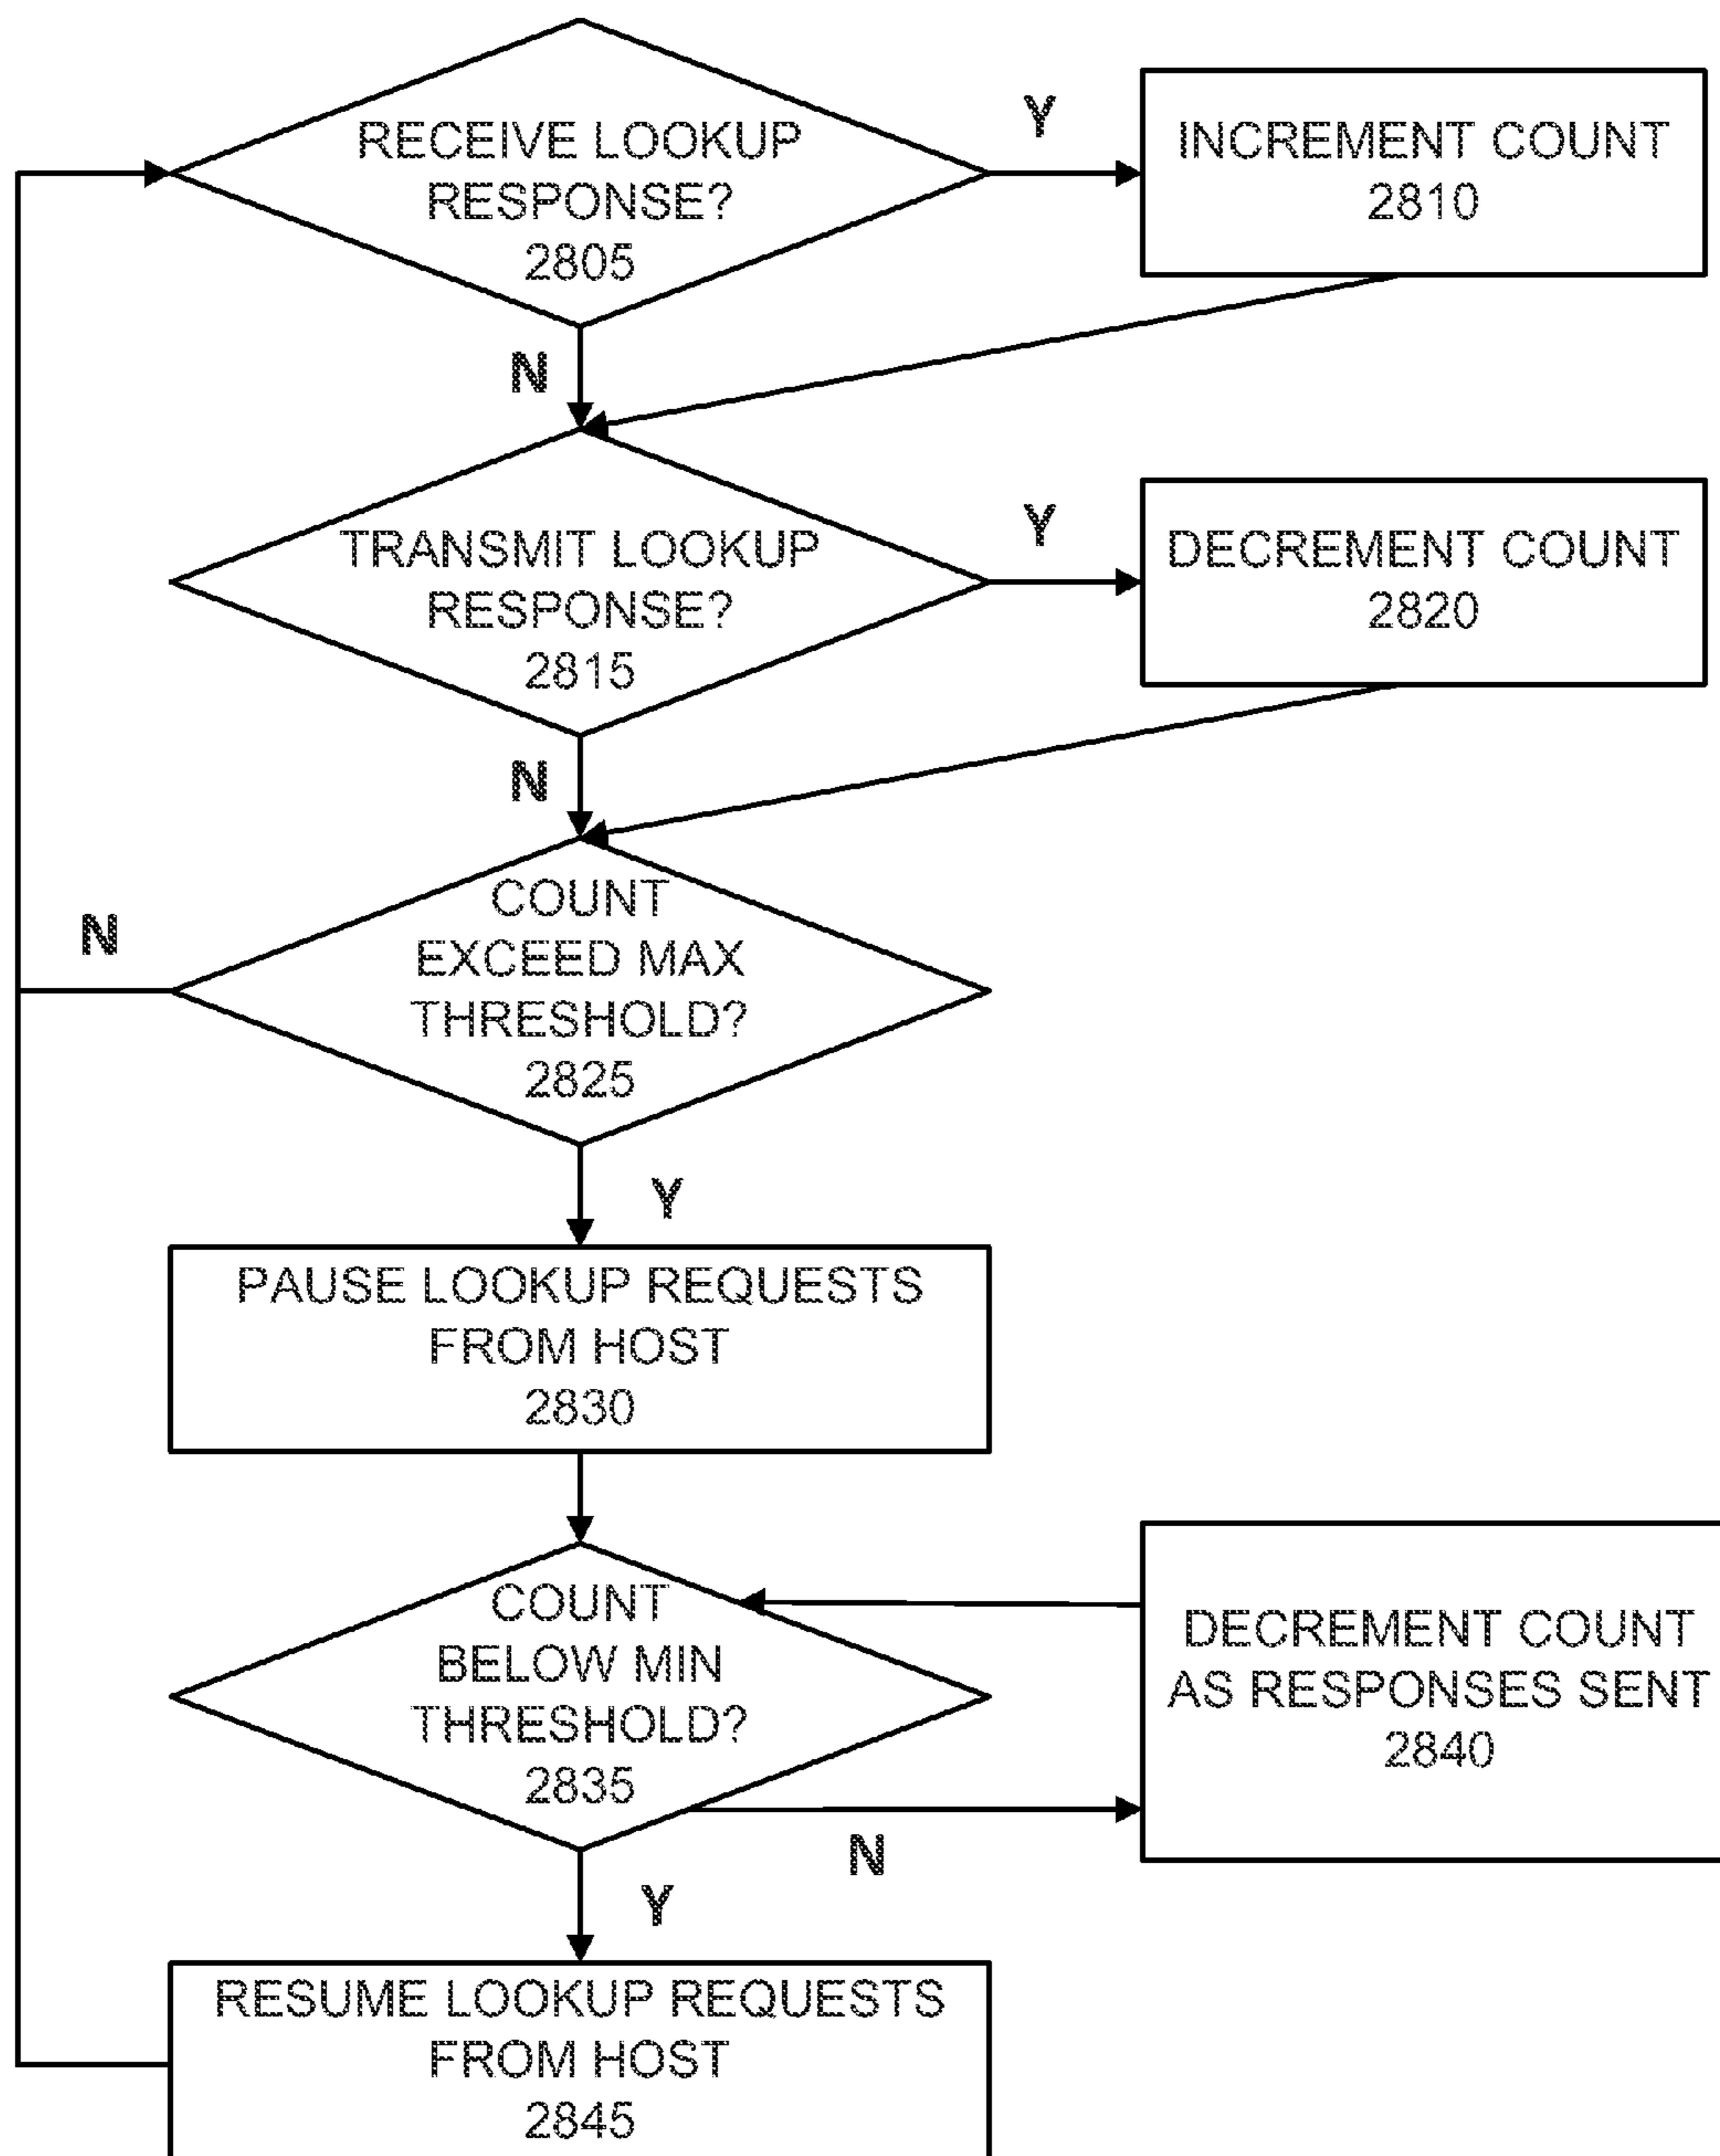 RECEIVE LOOKUP
RESPONSE?
2805
Y
INCREMENT COUNT
2810
N
TRANSMIT LOOKUP
RESPONSE?
2815
Y
DECREMENT COUNT
2820
N
COUNT
EXCEED MAX
THRESHOLD?
2825
N
Y
PAUSE LOOKUP REQUESTS
FROM HOST
2830
COUNT
BELOW MIN
THRESHOLD?
2835
DECREMENT COUNT
AS RESPONSES SENT
2840
N
Y
RESUME LOOKUP REQUESTS
FROM HOST
2845